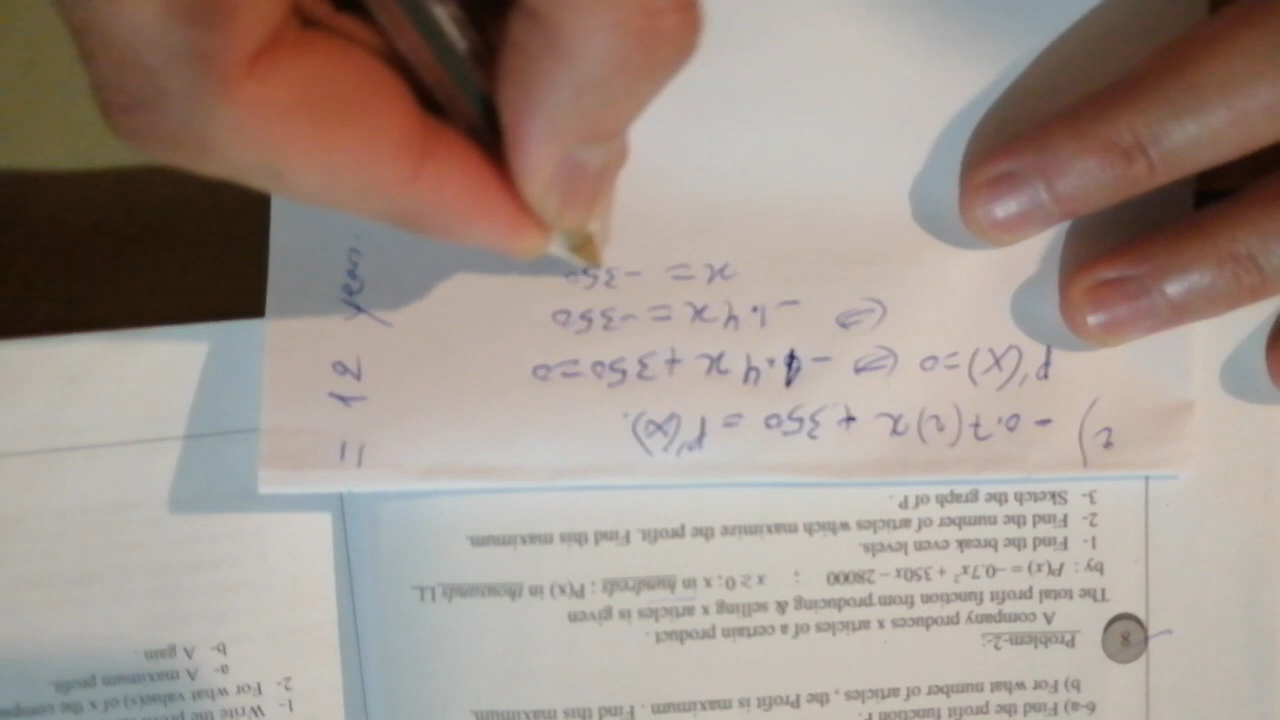 6-a) Find the profit function P.
b) For what number of articles , the Profit is maximum . Find this maximum.
8
Problem-2-:
A company produces x articles of a certain product .
The total profit function from producing & selling x articles is given
by : P(x) = –0.7x² + 350x – 28000 ; x ≥ 0 ; x in hundreds ; P(x) in thousands LL
1- Find the break even levels.
2- Find the number of articles which maximize the profit. Find this maximum.
3- Sketch the graph of P .
2) -0.7(2)x + 350 = P'(x).
P'(x)=0 ⇔ -1.4x+350=0
⇔ -1.4x=-350
x = -350
= 12 year.
1- Write the
2- For what value(s) of x the
a- A maximum profit.
b- A gain .